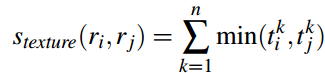 $s_{texture}(r_i, r_j) = \sum_{k=1}^{n} \min(t_i^k, t_j^k)$